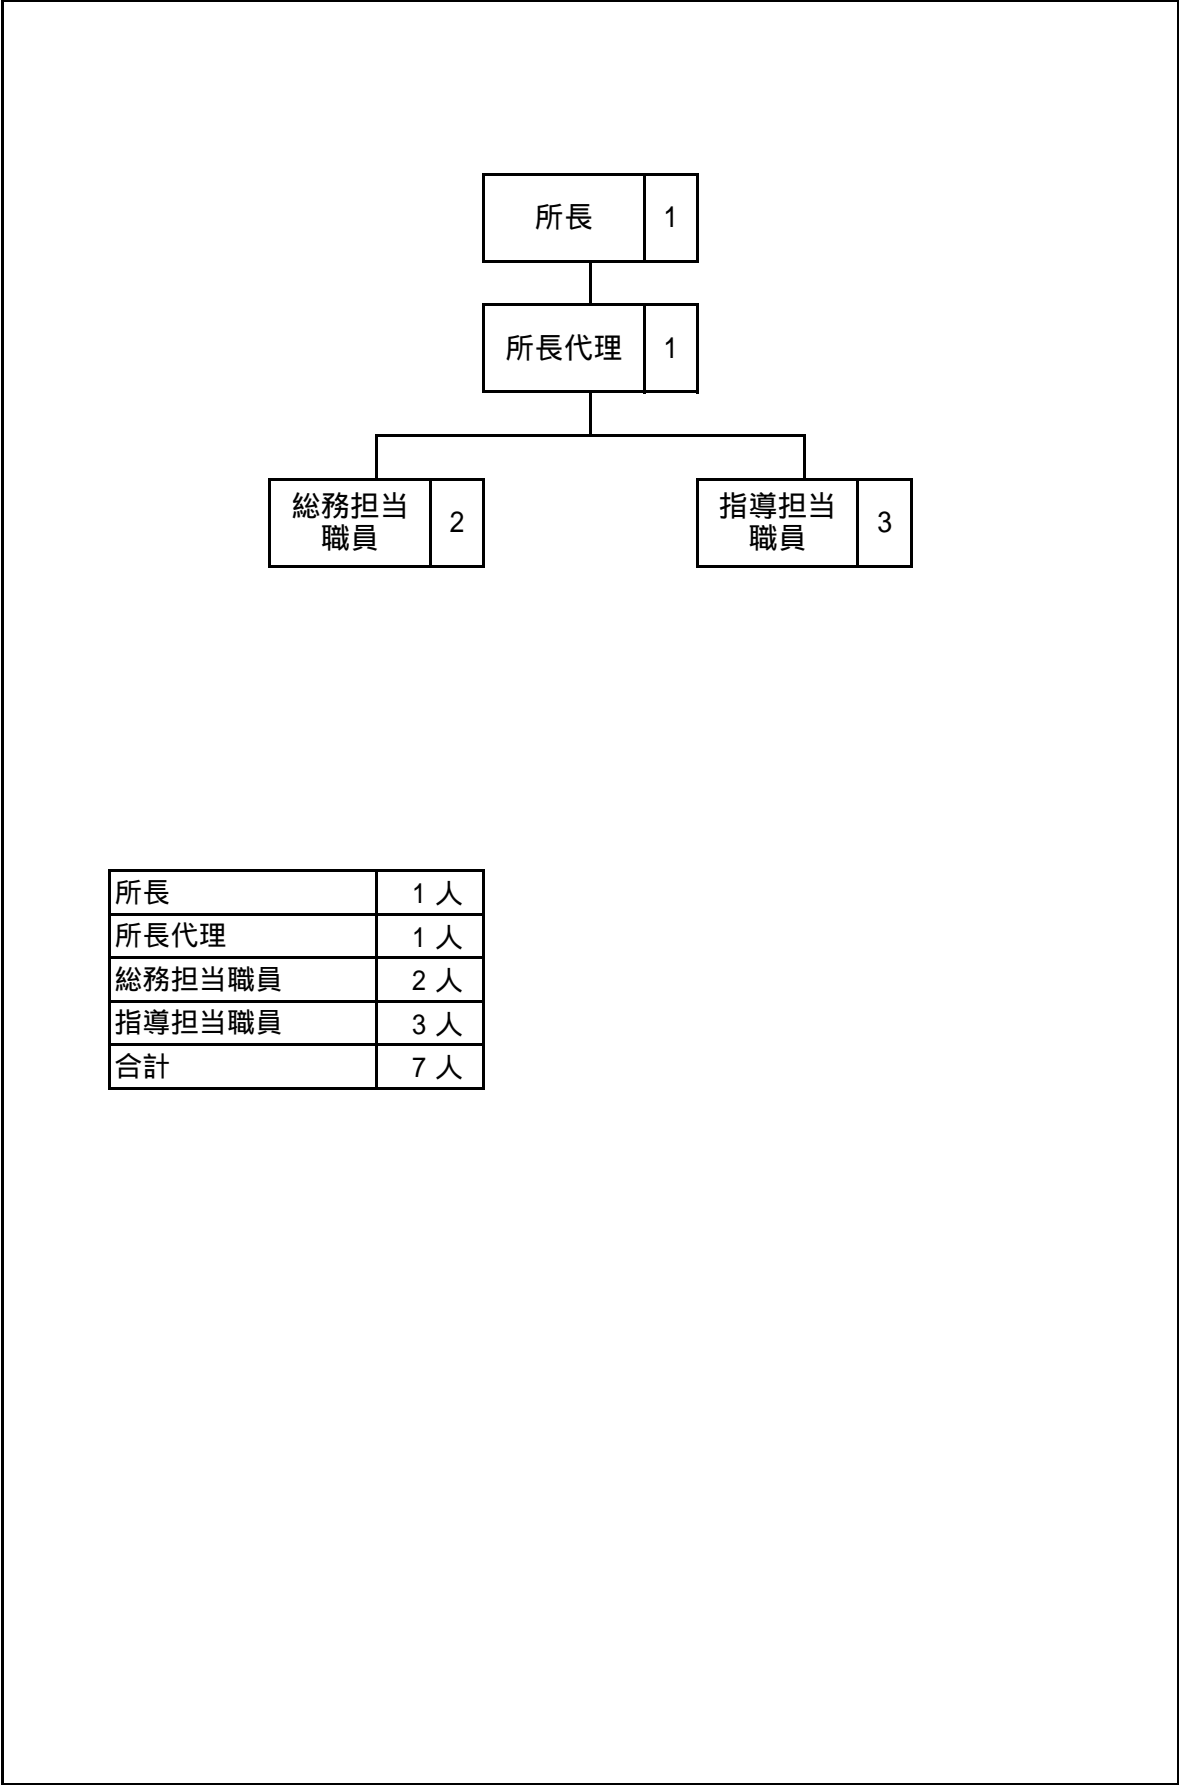 所長 1
所長代理 1
総務担当
職員 2
指導担当
職員 3
所長 1 人
所長代理 1 人
総務担当職員 2 人
指導担当職員 3 人
合計 7 人